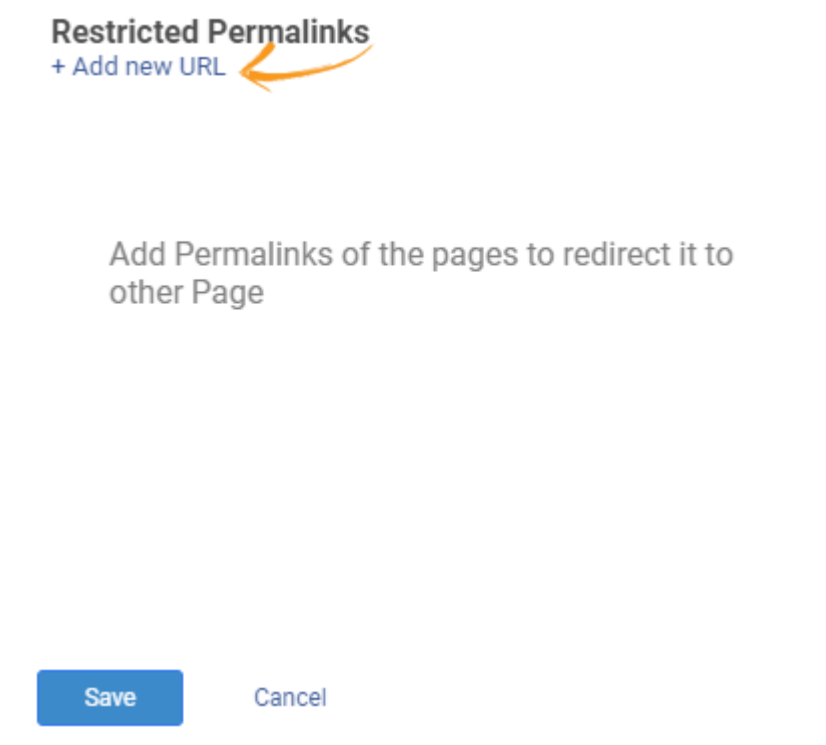 Restricted Permalinks
+ Add new URL
Add Permalinks of the pages to redirect it to
other Page
Save
Cancel